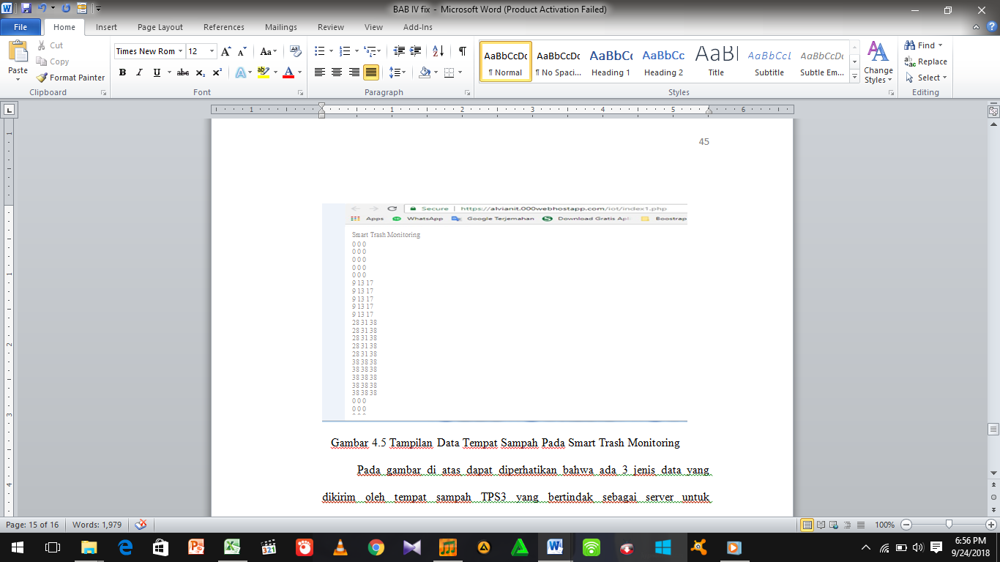 BAB IV fix - Microsoft Word (Product Activation Failed)
File Home Insert Page Layout References Mailings Review View Add-Ins
Paste
Cut
Copy
Format Painter
Clipboard
Times New Rom 12
Font
Paragraph
AaBbCcDc AaBbCcDc AaBbCc AaBbCc AaBl AaBbCcL AaBbCcDc
¶ Normal ¶ No Spaci... Heading 1 Heading 2 Title Subtitle Subtle Em...
Change Styles
Styles
Find
Replace
Select
Editing
45
Secure | https://alvianit.000webhostapp.com/iot/index1.php
Apps WhatsApp Google Terjemahan Download Gratis Apl Boostrap
Smart Trash Monitoring
0 0 0
0 0 0
0 0 0
0 0 0
0 0 0
9 13 17
9 13 17
9 13 17
9 13 17
9 13 17
28 31 38
28 31 38
28 31 38
28 31 38
28 31 38
38 38 38
38 38 38
38 38 38
38 38 38
38 38 38
0 0 0
0 0 0
Gambar 4.5 Tampilan Data Tempat Sampah Pada Smart Trash Monitoring
Pada gambar di atas dapat diperhatikan bahwa ada 3 jenis data yang
dikirim oleh tempat sampah TPS3 yang bertindak sebagai server untuk
Page: 15 of 16 Words: 1,979 100%
6:56 PM
9/24/2018